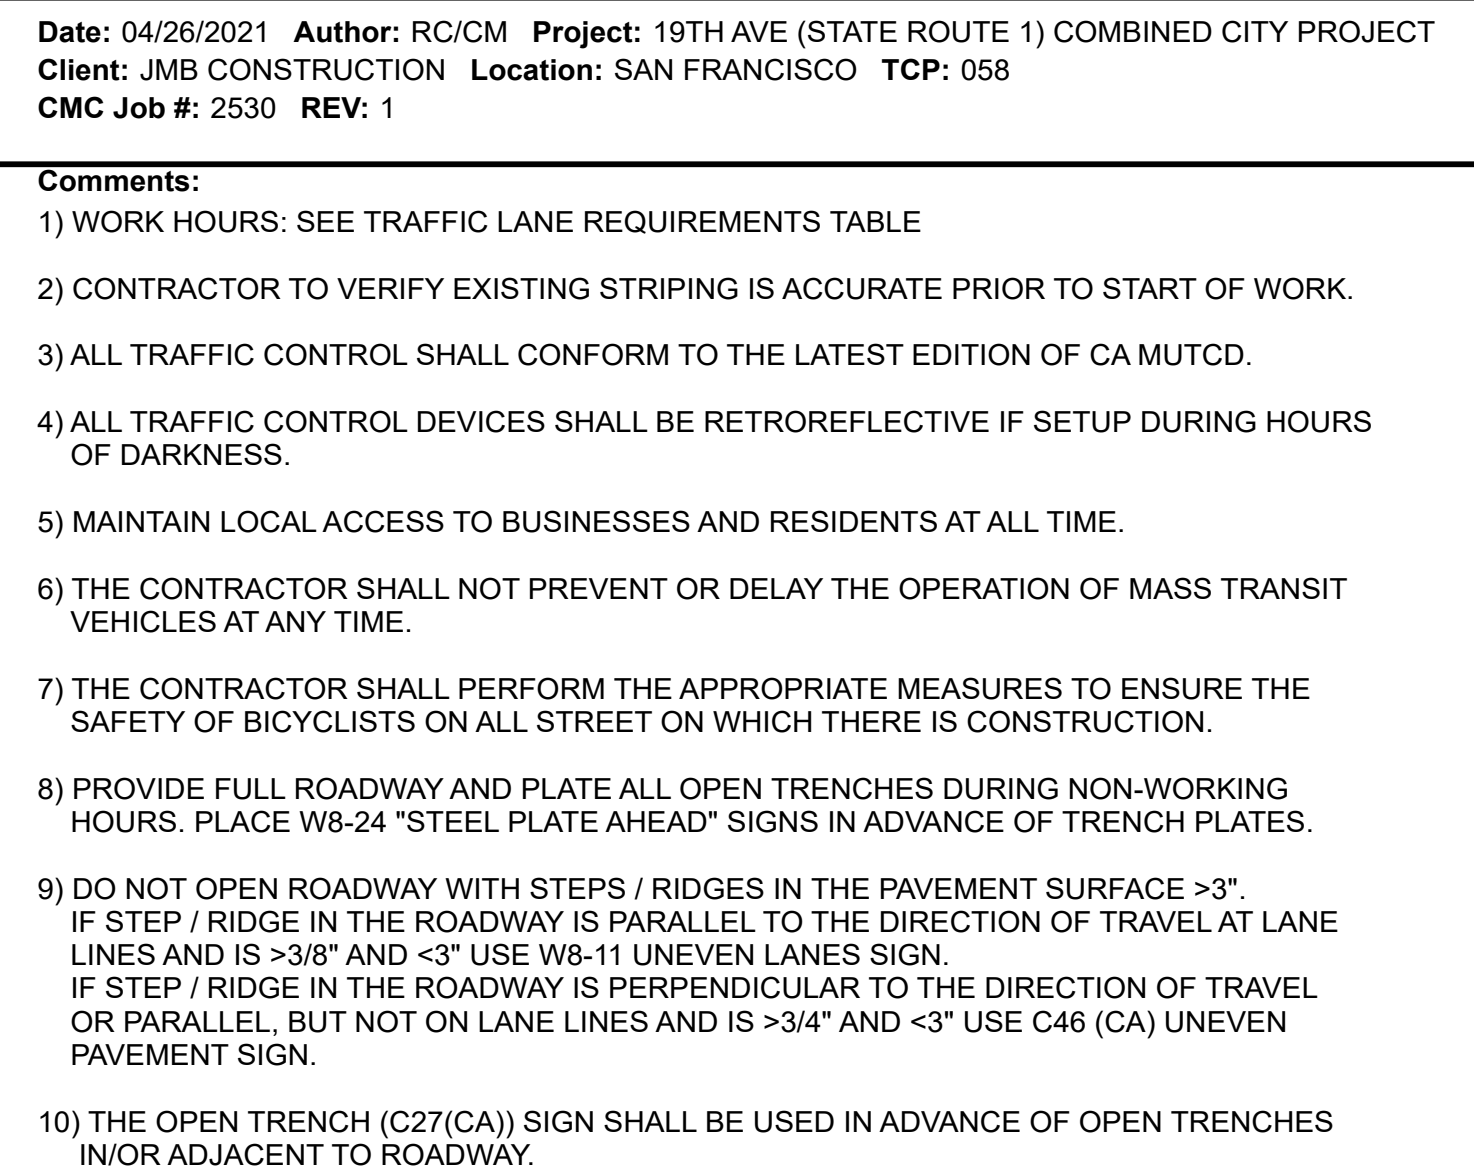 Date: 04/26/2021 Author: RC/CM Project: 19TH AVE (STATE ROUTE 1) COMBINED CITY PROJECT
Client: JMB CONSTRUCTION Location: SAN FRANCISCO TCP: 058
CMC Job #: 2530 REV: 1
Comments:
1) WORK HOURS: SEE TRAFFIC LANE REQUIREMENTS TABLE
2) CONTRACTOR TO VERIFY EXISTING STRIPING IS ACCURATE PRIOR TO START OF WORK.
3) ALL TRAFFIC CONTROL SHALL CONFORM TO THE LATEST EDITION OF CA MUTCD.
4) ALL TRAFFIC CONTROL DEVICES SHALL BE RETROREFLECTIVE IF SETUP DURING HOURS
OF DARKNESS.
5) MAINTAIN LOCAL ACCESS TO BUSINESSES AND RESIDENTS AT ALL TIME.
6) THE CONTRACTOR SHALL NOT PREVENT OR DELAY THE OPERATION OF MASS TRANSIT
VEHICLES AT ANY TIME.
7) THE CONTRACTOR SHALL PERFORM THE APPROPRIATE MEASURES TO ENSURE THE
SAFETY OF BICYCLISTS ON ALL STREET ON WHICH THERE IS CONSTRUCTION.
8) PROVIDE FULL ROADWAY AND PLATE ALL OPEN TRENCHES DURING NON-WORKING
HOURS. PLACE W8-24 "STEEL PLATE AHEAD" SIGNS IN ADVANCE OF TRENCH PLATES.
9) DO NOT OPEN ROADWAY WITH STEPS / RIDGES IN THE PAVEMENT SURFACE >3".
IF STEP / RIDGE IN THE ROADWAY IS PARALLEL TO THE DIRECTION OF TRAVEL AT LANE
LINES AND IS >3/8" AND <3" USE W8-11 UNEVEN LANES SIGN.
IF STEP / RIDGE IN THE ROADWAY IS PERPENDICULAR TO THE DIRECTION OF TRAVEL
OR PARALLEL, BUT NOT ON LANE LINES AND IS >3/4" AND <3" USE C46 (CA) UNEVEN
PAVEMENT SIGN.
10) THE OPEN TRENCH (C27(CA)) SIGN SHALL BE USED IN ADVANCE OF OPEN TRENCHES
IN/OR ADJACENT TO ROADWAY.